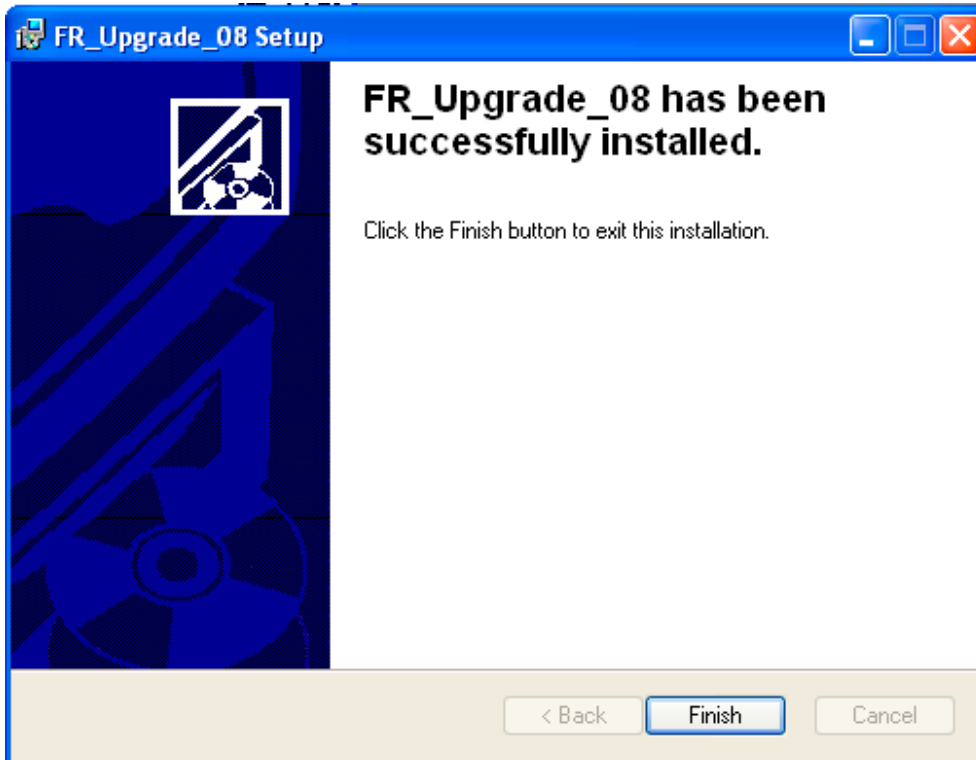 FR_Upgrade_08 Setup
FR_Upgrade_08 has been
successfully installed.
Click the Finish button to exit this installation.
< Back
Finish
Cancel